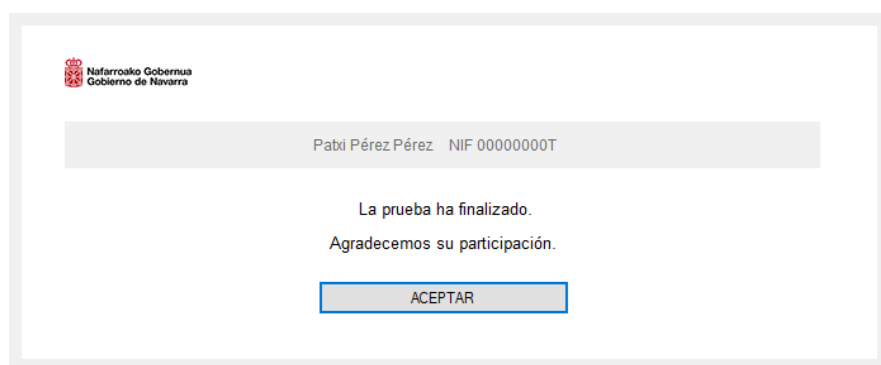 Nafarroako Gobernua
Gobierno de Navarra
Patxi Pérez Pérez NIF 00000000T
La prueba ha finalizado.
Agradecemos su participación.
ACEPTAR